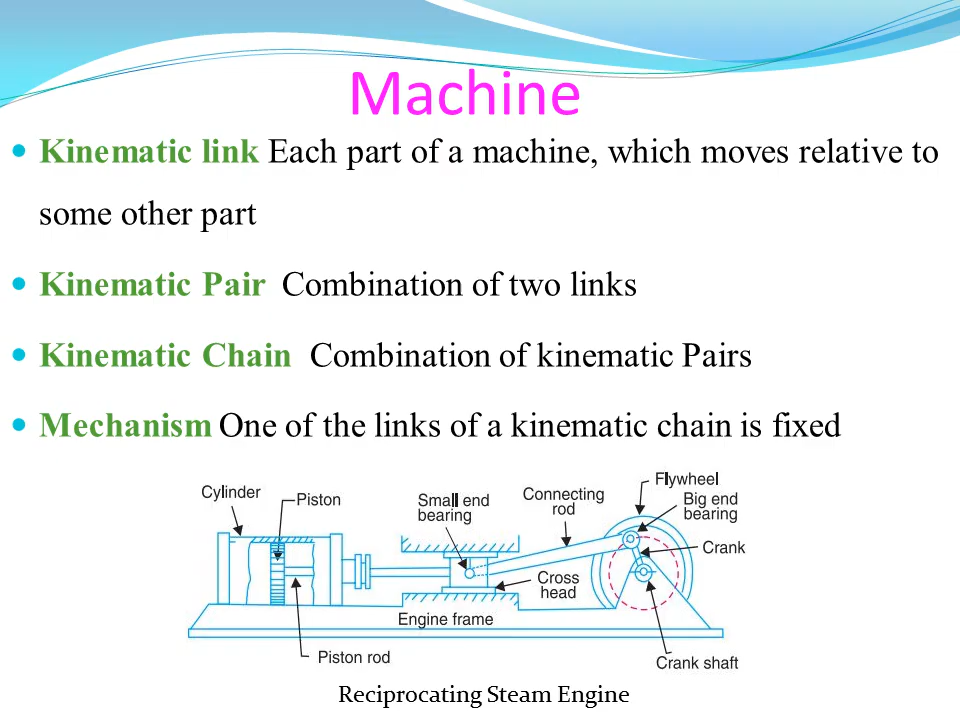 Machine
Kinematic link Each part of a machine, which moves relative to
some other part
Kinematic Pair Combination of two links
Kinematic Chain Combination of kinematic Pairs
Mechanism One of the links of a kinematic chain is fixed
Flywheel
Cylinder
Piston
Small end
bearing
Connecting
rod
Big end
bearing
Crank
Cross
head
Engine frame
Piston rod
Crank shaft
Reciprocating Steam Engine